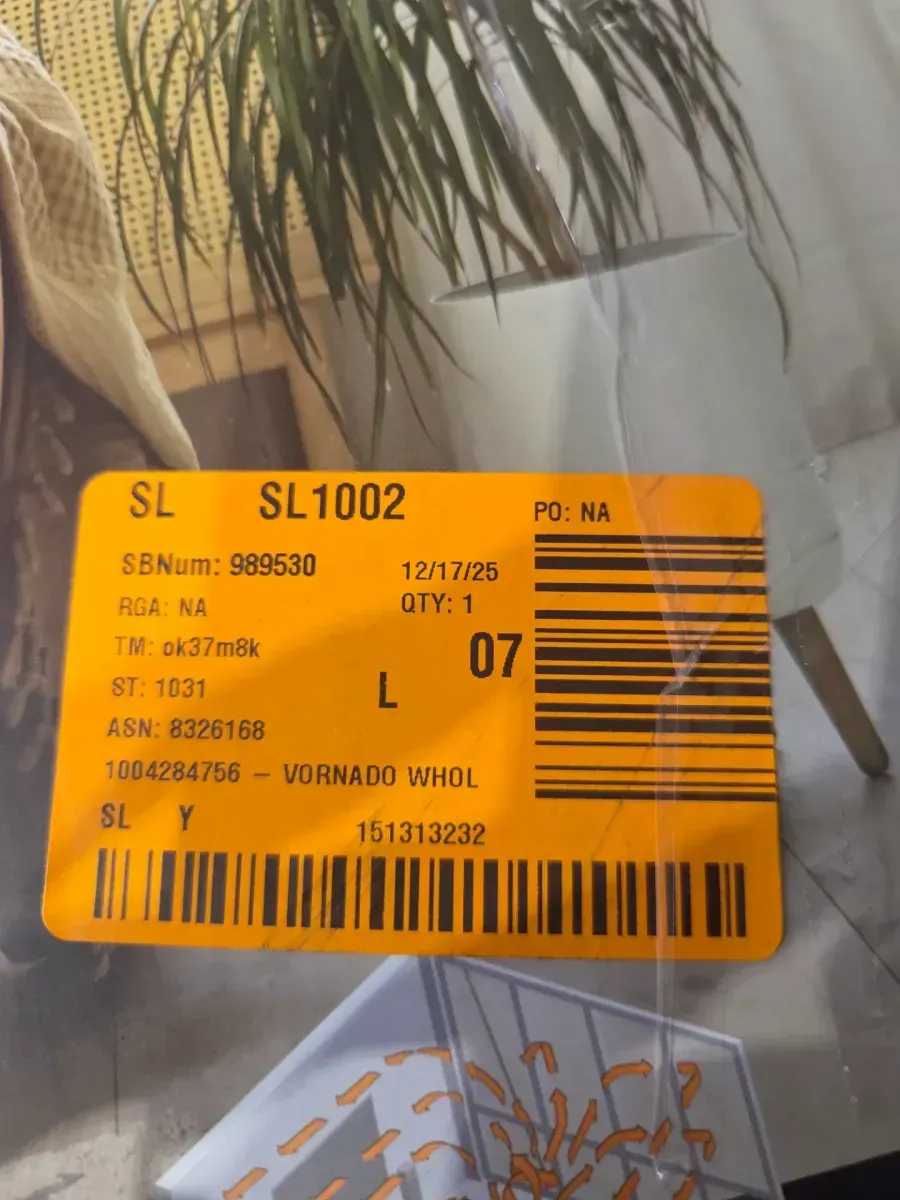 SL SL1002
PO: NA
SBNum: 989530
12/17/25
RGA: NA
QTY: 1
TM: ok37m8k
07
ST: 1031
L
ASN: 8326168
1004284756 – VORNADO WHOL
SL Y
151313232